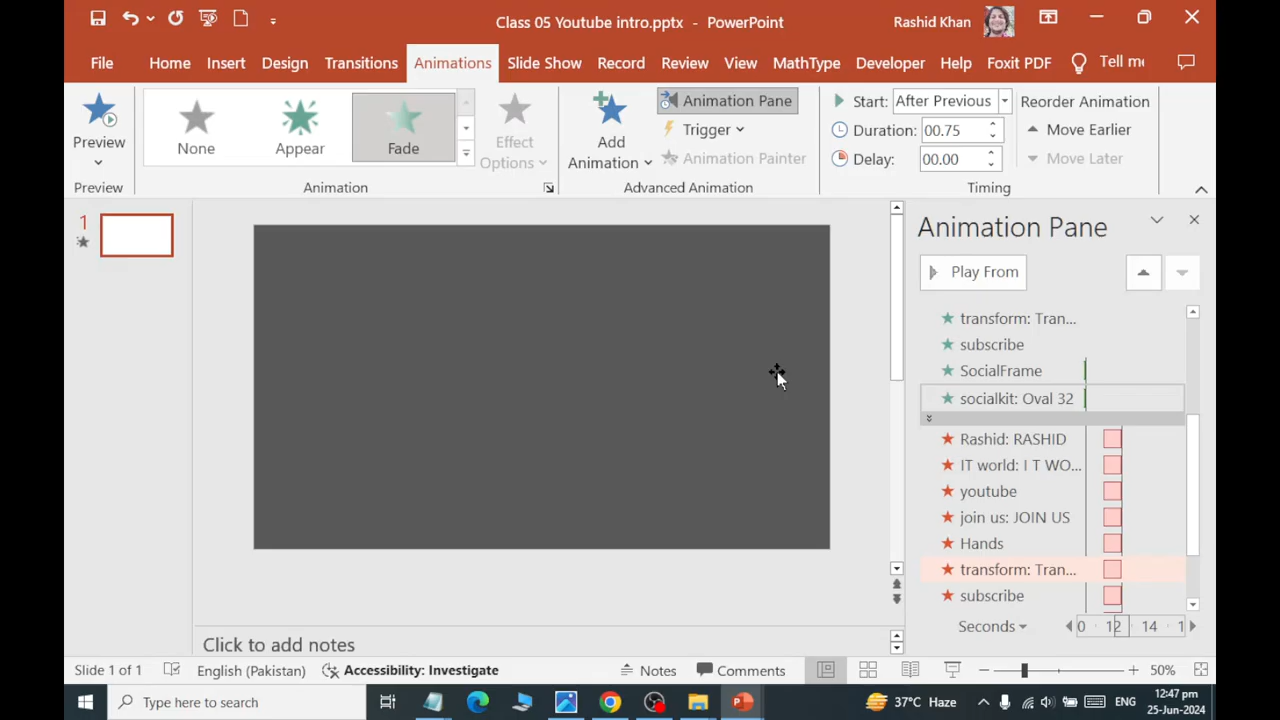 Class 05 Youtube intro.pptx - PowerPoint
Rashid Khan
File Home Insert Design Transitions Animations Slide Show Record Review View MathType Developer Help Foxit PDF Tell me
Preview
Preview
None
Appear
Fade
Effect
Options
Animation
Add
Animation
Animation Pane
Trigger
Animation Painter
Advanced Animation
Start: After Previous
Duration: 00.75
Delay: 00.00
Reorder Animation
Move Earlier
Move Later
Timing
1
Animation Pane
Play From
transform: Tran...
subscribe
SocialFrame
socialkit: Oval 32
Rashid: RASHID
IT world: I T WO...
youtube
join us: JOIN US
Hands
transform: Tran...
subscribe
Seconds 0 12 14 1
Click to add notes
Slide 1 of 1 English (Pakistan) Accessibility: Investigate Notes Comments 50%
Type here to search
37°C Haze
ENG
12:47 pm
25-Jun-2024